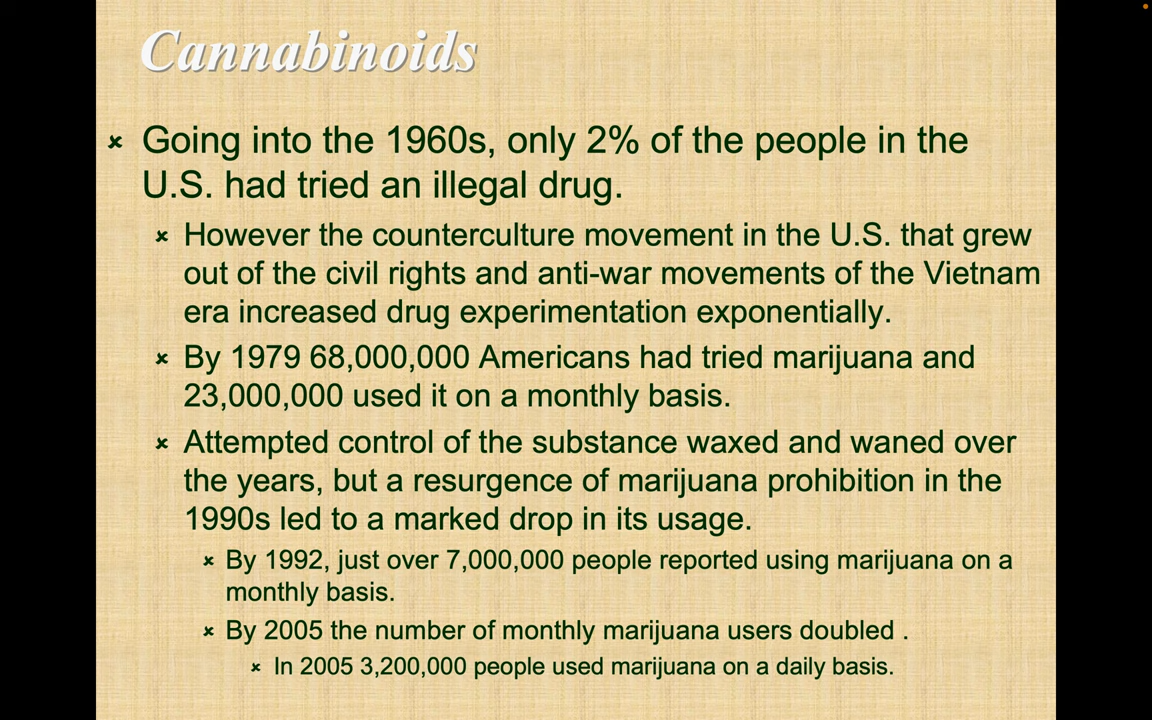 Cannabinoids
Going into the 1960s, only 2% of the people in the
U.S. had tried an illegal drug.
However the counterculture movement in the U.S. that grew
out of the civil rights and anti-war movements of the Vietnam
era increased drug experimentation exponentially.
By 1979 68,000,000 Americans had tried marijuana and
23,000,000 used it on a monthly basis.
Attempted control of the substance waxed and waned over
the years, but a resurgence of marijuana prohibition in the
1990s led to a marked drop in its usage.
By 1992, just over 7,000,000 people reported using marijuana on a
monthly basis.
By 2005 the number of monthly marijuana users doubled .
In 2005 3,200,000 people used marijuana on a daily basis.